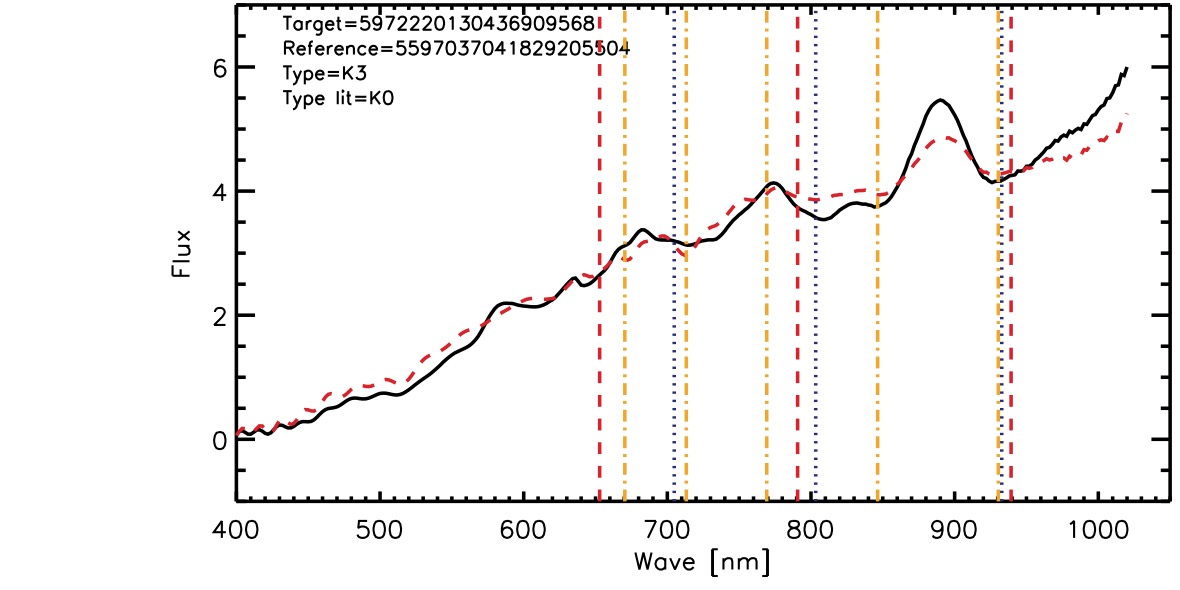 Target=5972220130436909568
Reference=5597037041829205504
Type=K3
Type lit=K0
6
4
2
0
Flux
400 500 600 700 800 900 1000
Wave [nm]